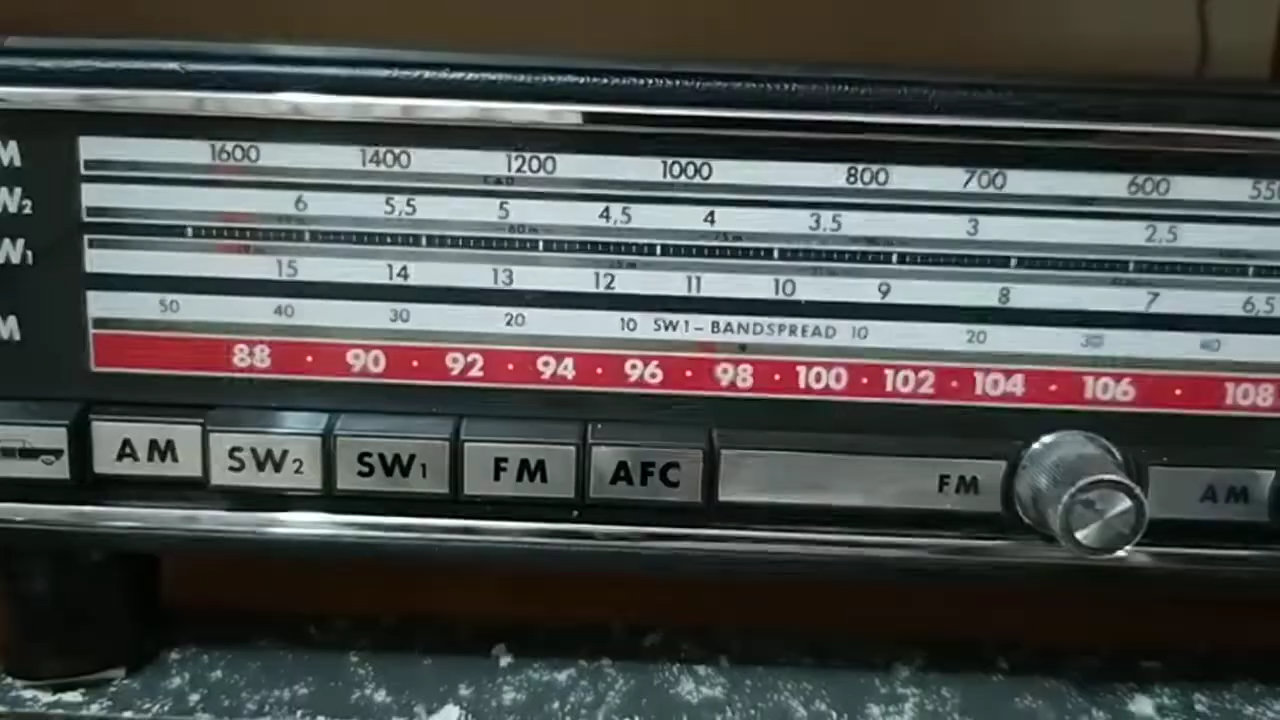 M 1600 1400 1200 1000 800 700 600 550
W2 6 5,5 5 4,5 4 3.5 3 2,5
W1 15 14 13 12 11 10 9 8 7 6,5
50 40 30 20 10 SW1-BANDSPREAD 10 20 30 40
M 88 · 90 · 92 · 94 · 96 · 98 · 100 · 102 · 104 · 106 · 108
AM SW2 SW1 FM AFC FM AM